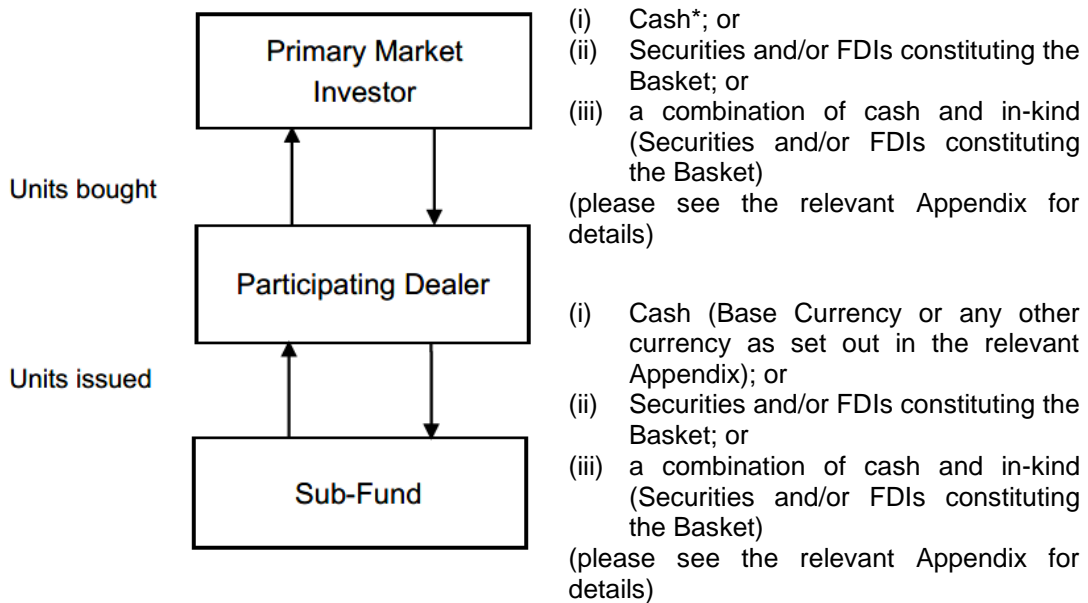 Primary Market
Investor
(i) Cash*; or
(ii) Securities and/or FDIs constituting the
Basket; or
(iii) a combination of cash and in-kind
(Securities and/or FDIs constituting
the Basket)
(please see the relevant Appendix for
details)
Units bought
Participating Dealer
(i) Cash (Base Currency or any other
currency as set out in the relevant
Appendix); or
(ii) Securities and/or FDIs constituting the
Basket; or
(iii) a combination of cash and in-kind
(Securities and/or FDIs constituting
the Basket)
(please see the relevant Appendix for
details)
Units issued
Sub-Fund